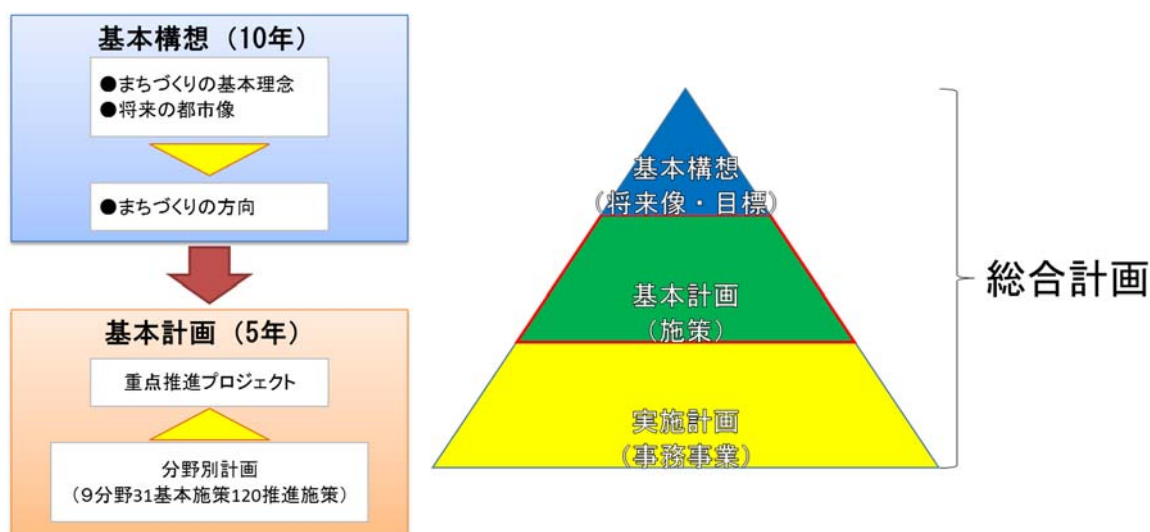 基本構想（10年）
●まちづくりの基本理念
●将来の都市像
●まちづくりの方向
基本計画（5年）
重点推進プロジェクト
分野別計画
（９分野31基本施策120推進施策）
基本構想
（将来像・目標）
基本計画
（施策）
実施計画
（事務事業）
総合計画